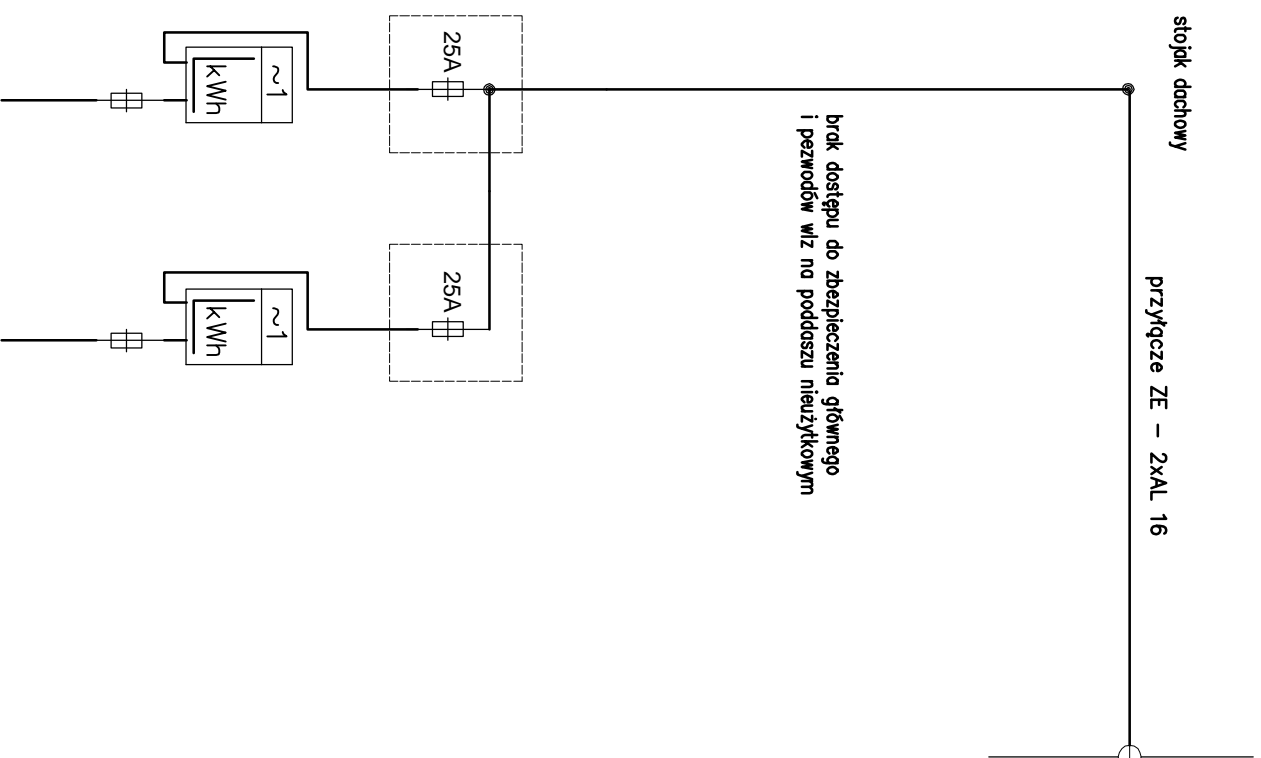 stojak dachowy
przyłącze ZE – 2xAL 16
brak dostępu do zbezpieczenia głównego
i pezwodów wlz na poddaszu nieużytkowym
25A
25A
~1
kWh
~1
kWh